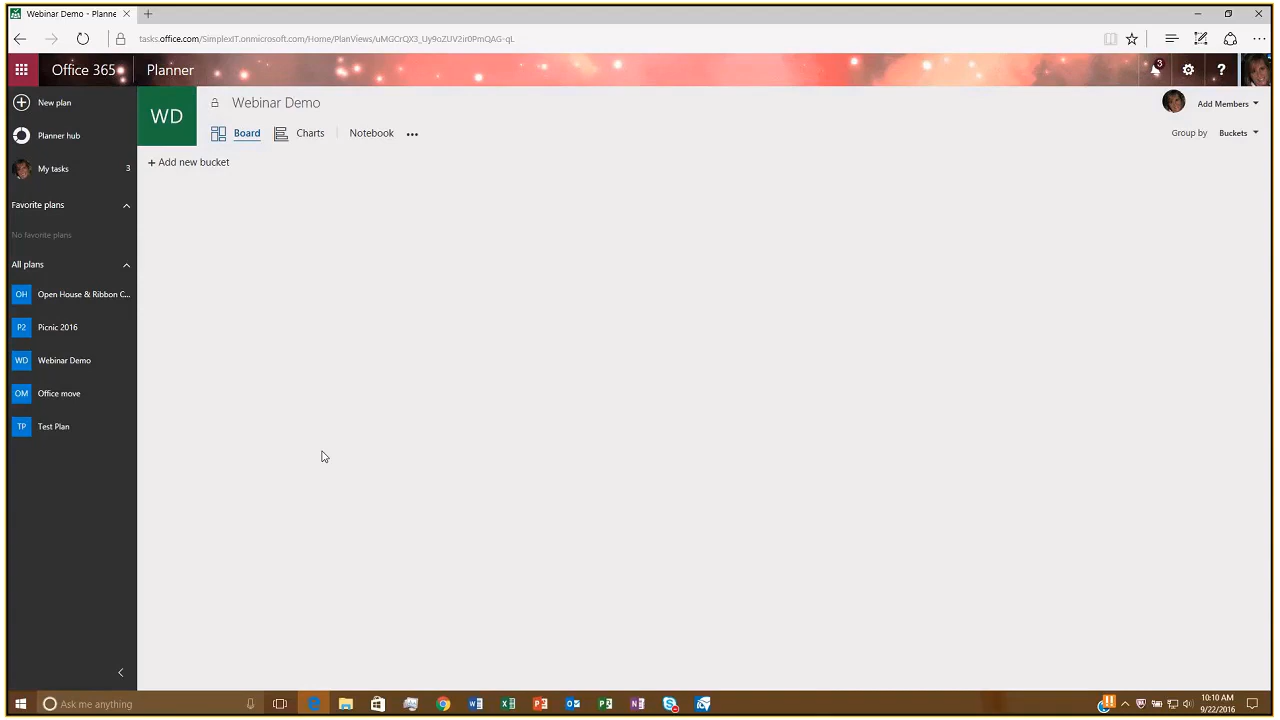 Webinar Demo - Planne
tasks.office.com/SimplexIT.onmicrosoft.com/Home/PlanViews/uMGCrQX3_Uy9oZUV2ir0PmQAG-qL
Office 365
Planner
3
?
New plan
Planner hub
My tasks 3
Favorite plans
No favorite plans
All plans
OH Open House & Ribbon C...
P2 Picnic 2016
WD Webinar Demo
OM Office move
TP Test Plan
WD
Webinar Demo
Board
Charts
Notebook
...
Add Members
Group by Buckets
+ Add new bucket
Ask me anything
10:10 AM
9/22/2016